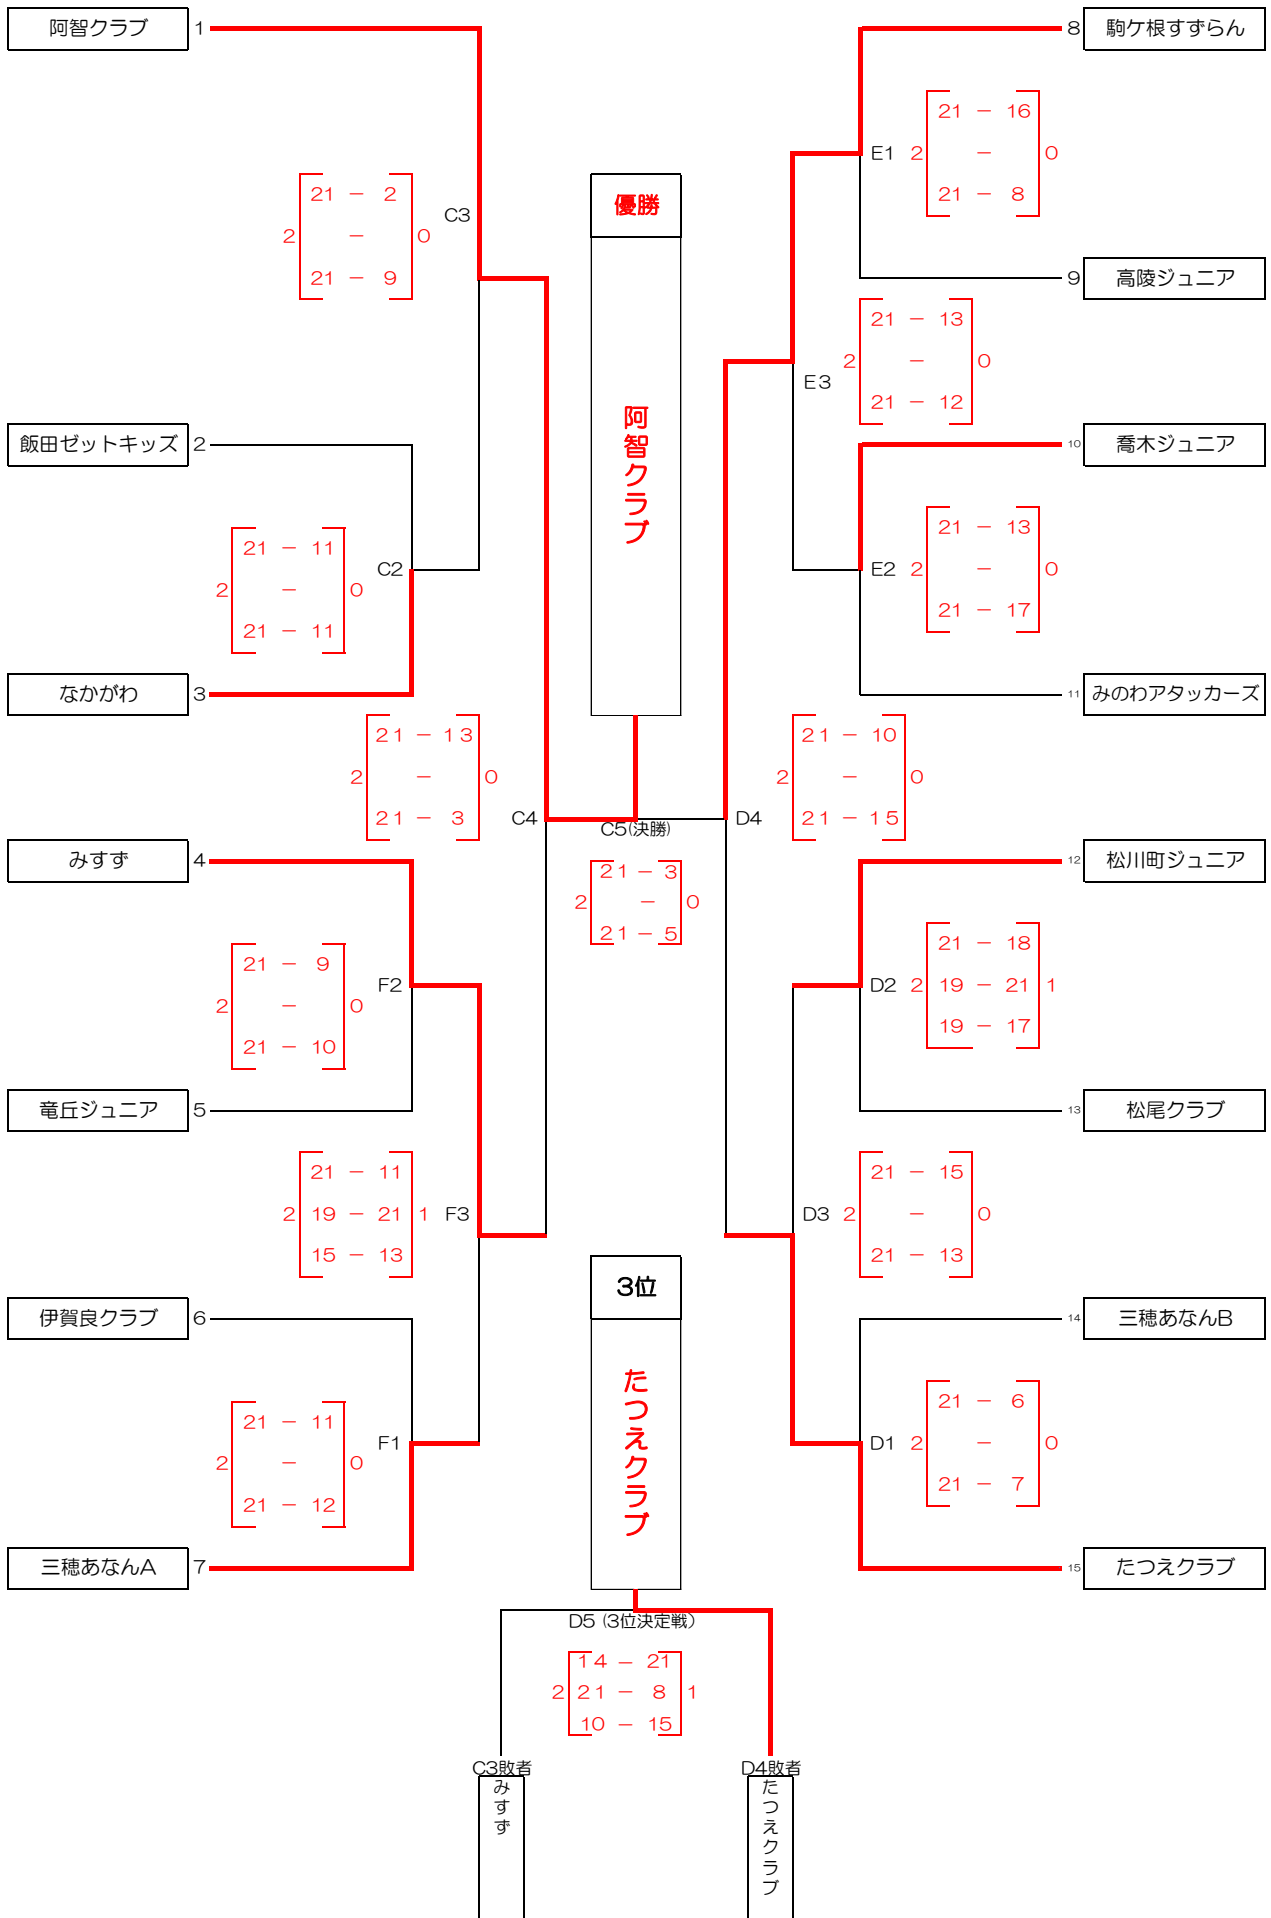 阿智クラブ 1
8 駒ケ根すずらん
21 － 16
E1 2 － 0
21 － 8
優勝
21 － 2
C3
2 － 0
21 － 9
9 高陵ジュニア
21 － 13
2 － 0
E3
21 － 12
阿智クラブ
飯田ゼットキッズ 2
10 喬木ジュニア
21 － 11
C2
2 － 0
21 － 11
21 － 13
E2 2 － 0
21 － 17
なかがわ 3
11 みのわアタッカーズ
21 － 13
2 － 0
21 － 3
C4
C5(決勝)
D4
21 － 10
2 － 0
21 － 15
みすず 4
21 － 3
2 － 0
21 － 5
12 松川町ジュニア
21 － 9
F2
2 － 0
21 － 10
21 － 18
D2 2 19 － 21 1
19 － 17
竜丘ジュニア 5
13 松尾クラブ
21 － 11
2 19 － 21 1 F3
15 － 13
21 － 15
D3 2 － 0
21 － 13
3位
伊賀良クラブ 6
14 三穂あなんB
たつえクラブ
21 － 11
F1
2 － 0
21 － 12
21 － 6
D1 2 － 0
21 － 7
三穂あなんA 7
15 たつえクラブ
D5 (3位決定戦)
14 － 21
2 21 － 8 1
10 － 15
C3敗者
みすず
D4敗者
たつえクラブ